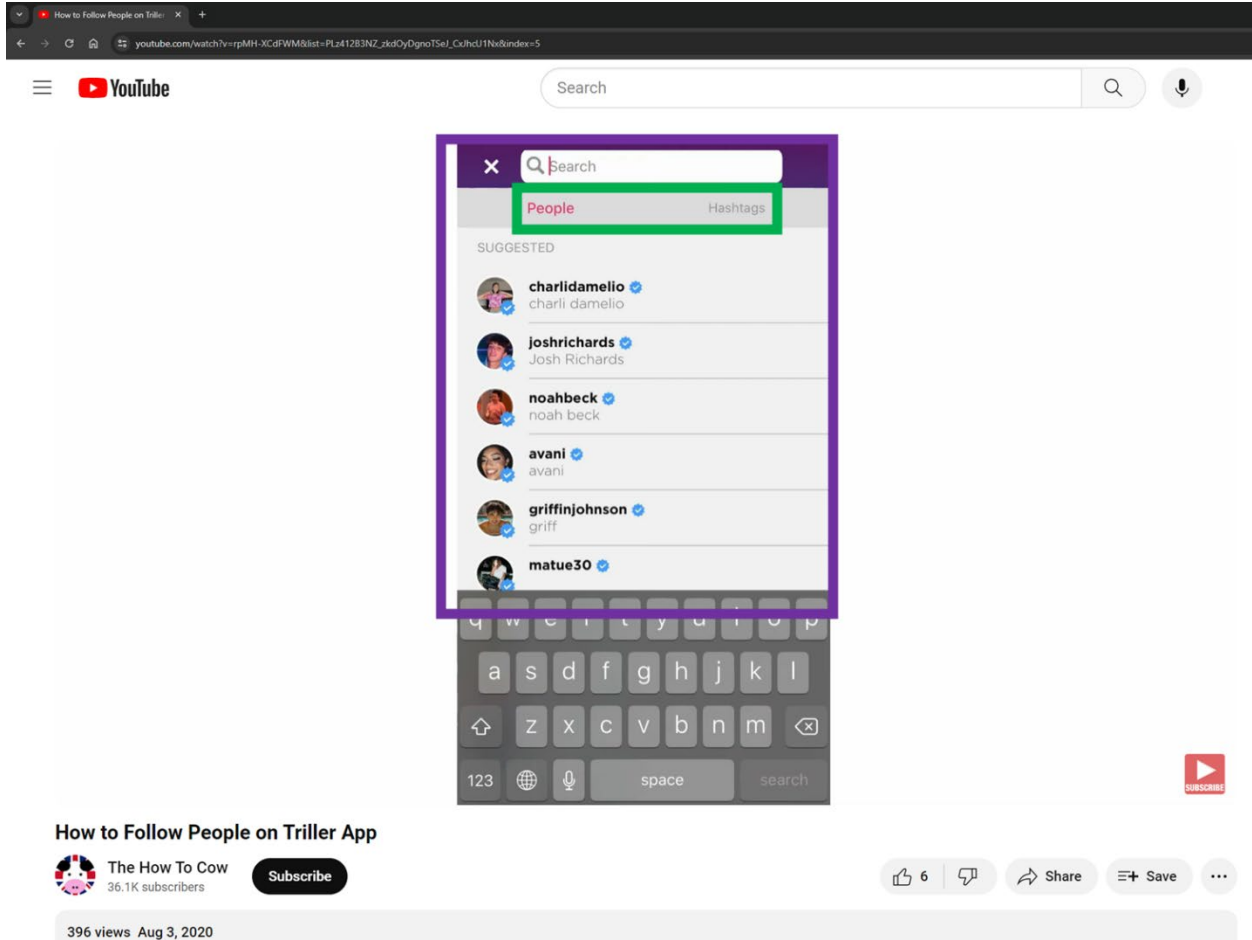 How to Follow People on Triller
youtube.com/watch?v=rpMH-XCdFWM&list=PLz412B3NZ_zkdOyDgnoTSeJ_CxJhcU1Nx&index=5
YouTube
Search
Search
People Hashtags
SUGGESTED
charlidamelio
charli damelio
joshrichards
Josh Richards
noahbeck
noah beck
avani
avani
griffinjohnson
griff
matue30
q w e r t y u i o p
a s d f g h j k l
z x c v b n m
123 space search
SUBSCRIBE
How to Follow People on Triller App
The How To Cow
36.1K subscribers
Subscribe
6 Share Save
396 views Aug 3, 2020